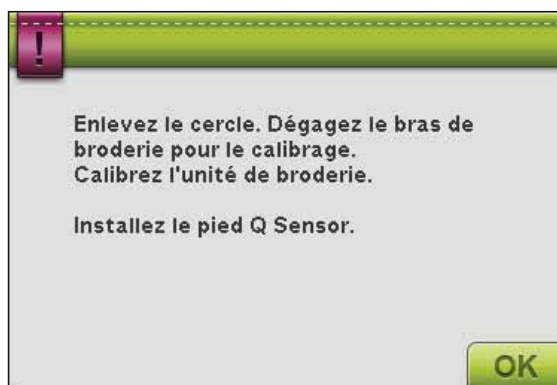 !
Enlevez le cercle. Dégagez le bras de
broderie pour le calibrage.
Calibrez l'unité de broderie.
Installez le pied Q Sensor.
OK